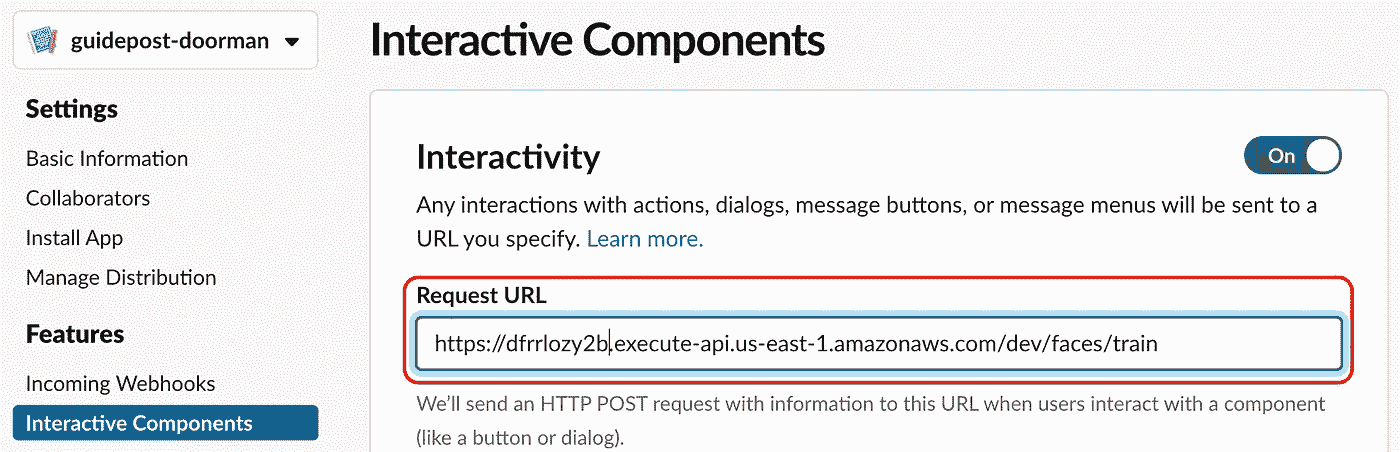 guidepost-doorman
Settings
Basic Information
Collaborators
Install App
Manage Distribution
Features
Incoming Webhooks
Interactive Components
Interactive Components
Interactivity
On
Any interactions with actions, dialogs, message buttons, or message menus will be sent to a
URL you specify. Learn more.
Request URL
https://dfrrlozy2b.execute-api.us-east-1.amazonaws.com/dev/faces/train
We'll send an HTTP POST request with information to this URL when users interact with a component
(like a button or dialog).